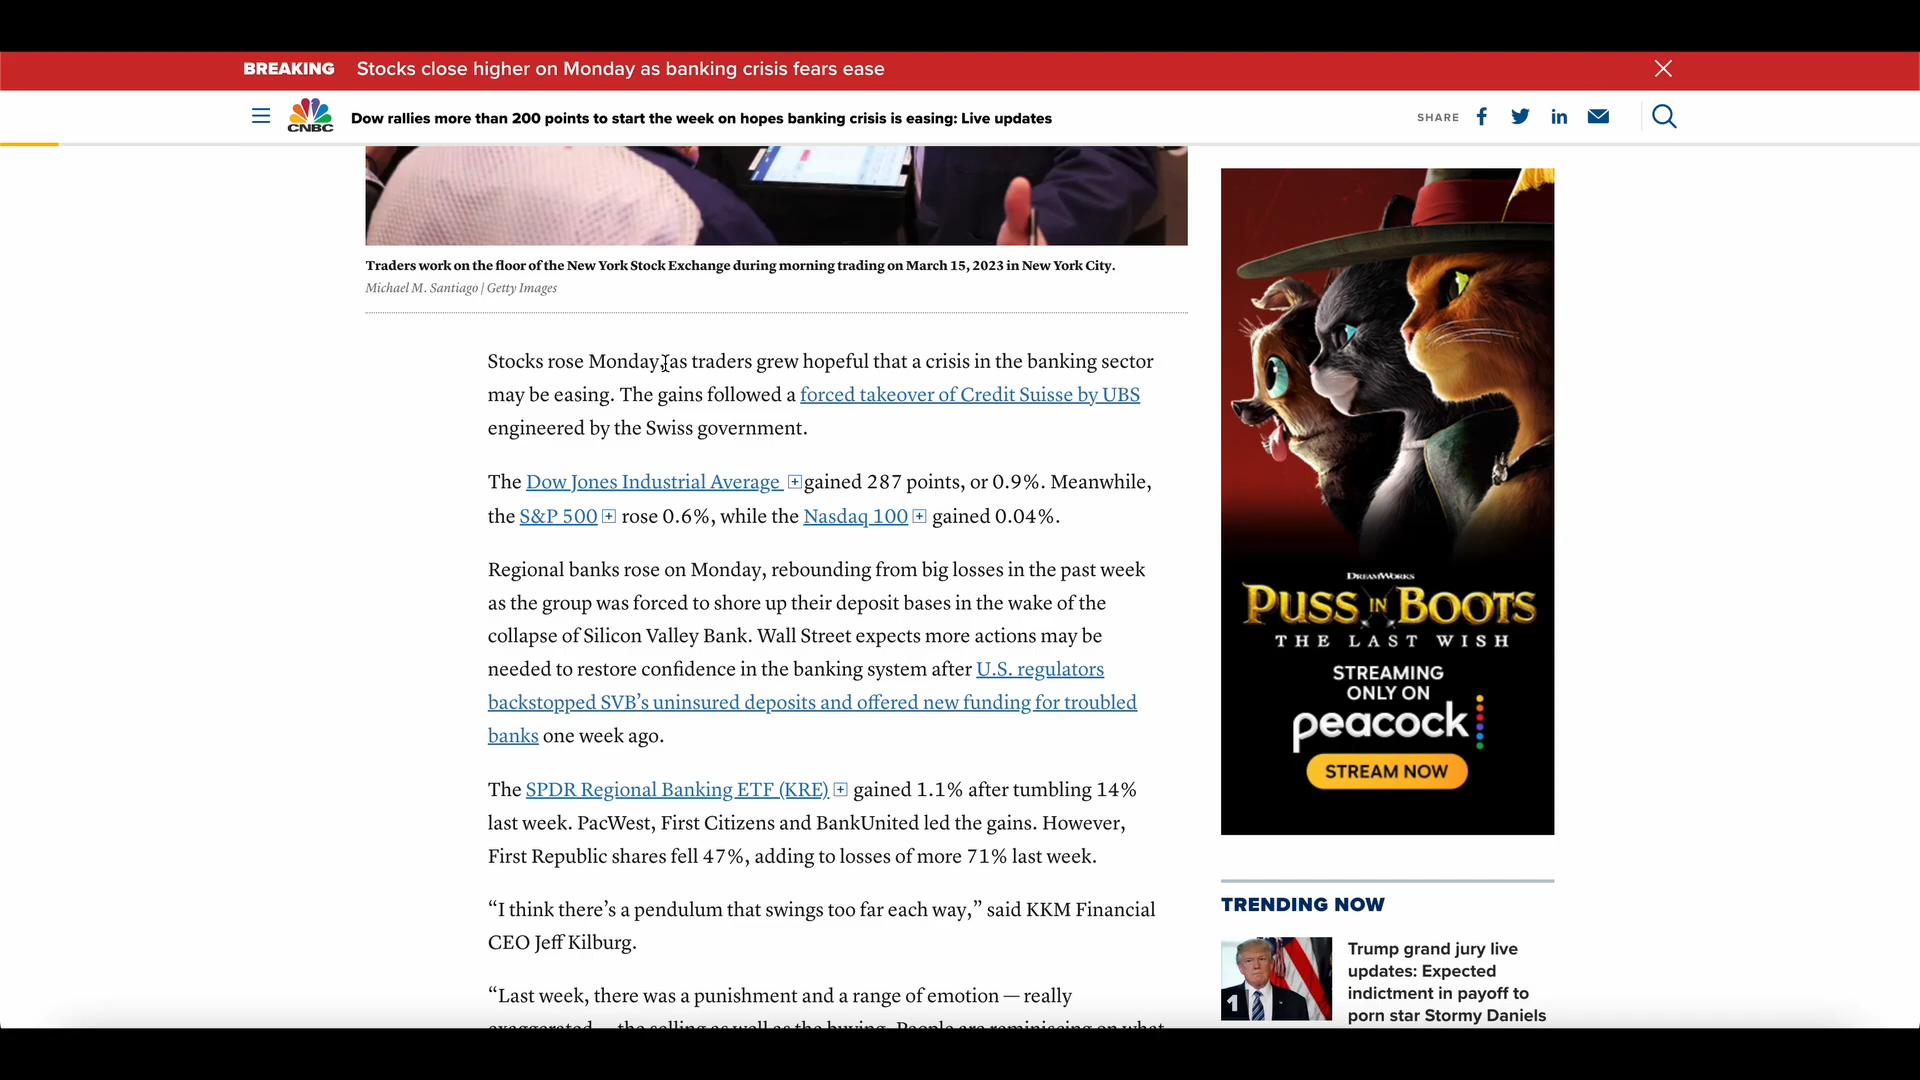 BREAKING Stocks close higher on Monday as banking crisis fears ease
CNBC
Dow rallies more than 200 points to start the week on hopes banking crisis is easing: Live updates
SHARE
Traders work on the floor of the New York Stock Exchange during morning trading on March 15, 2023 in New York City.
Michael M. Santiago | Getty Images
Stocks rose Monday, as traders grew hopeful that a crisis in the banking sector
may be easing. The gains followed a forced takeover of Credit Suisse by UBS
engineered by the Swiss government.
The Dow Jones Industrial Average gained 287 points, or 0.9%. Meanwhile,
the S&P 500 rose 0.6%, while the Nasdaq 100 gained 0.04%.
Regional banks rose on Monday, rebounding from big losses in the past week
as the group was forced to shore up their deposit bases in the wake of the
collapse of Silicon Valley Bank. Wall Street expects more actions may be
needed to restore confidence in the banking system after U.S. regulators
backstopped SVB’s uninsured deposits and offered new funding for troubled
banks one week ago.
The SPDR Regional Banking ETF (KRE) gained 1.1% after tumbling 14%
last week. PacWest, First Citizens and BankUnited led the gains. However,
First Republic shares fell 47%, adding to losses of more 71% last week.
“I think there’s a pendulum that swings too far each way,” said KKM Financial
CEO Jeff Kilburg.
“Last week, there was a punishment and a range of emotion — really
exaggerated — the selling as well as the buying. People are reminiscing on what
DREAMWORKS
PUSS IN BOOTS
THE LAST WISH
STREAMING
ONLY ON
peacock
STREAM NOW
TRENDING NOW
1
Trump grand jury live
updates: Expected
indictment in payoff to
porn star Stormy Daniels